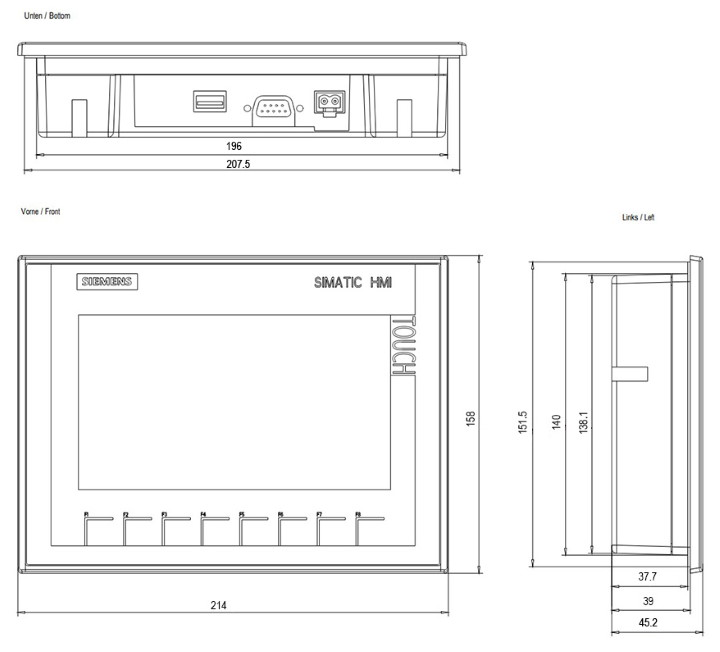 Unten / Bottom
196
207.5
Vorne / Front
Links / Left
SIEMENS
SIMATIC HMI
TOUCH
158
151.5
140
138.1
F1 F2 F3 F4 F5 F6 F7 F8
37.7
214
39
45.2